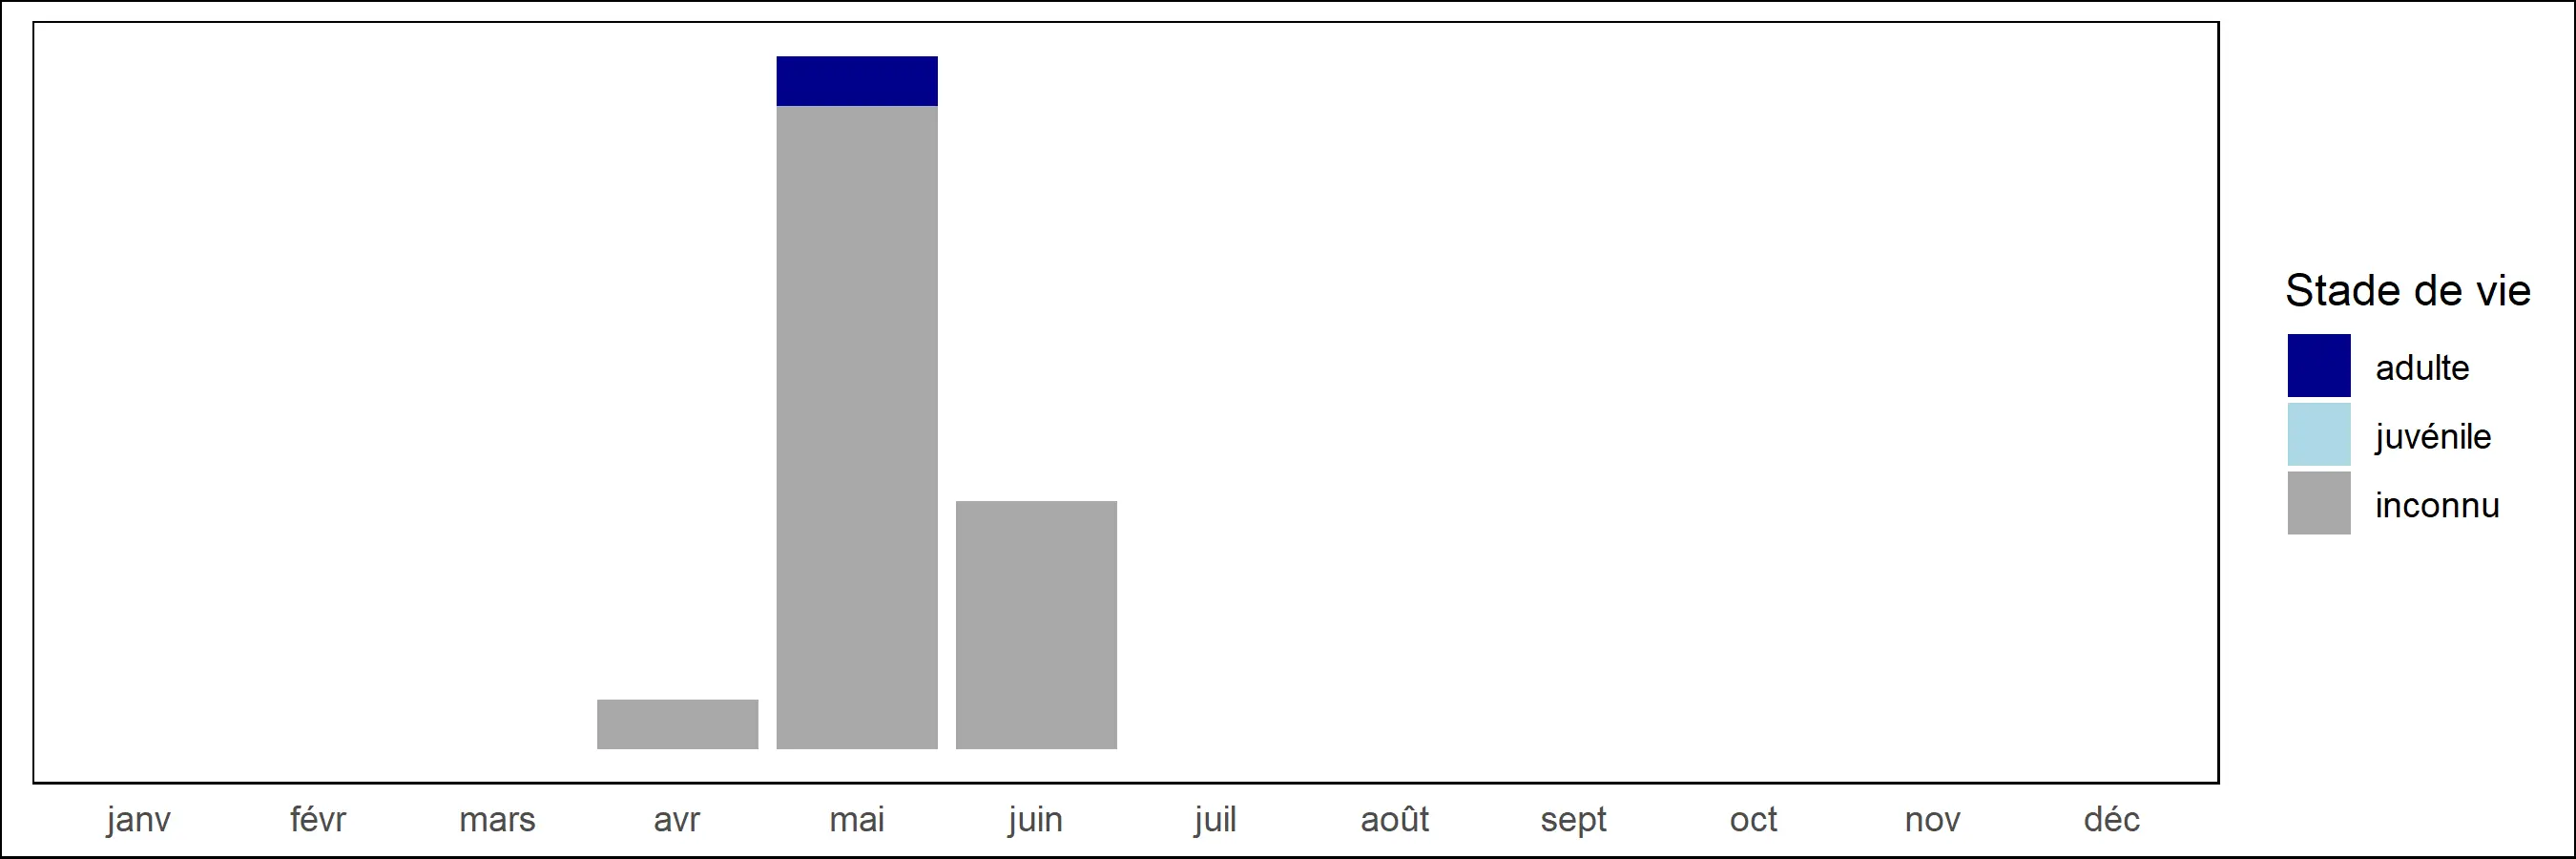 Stade de vie
adulte
juvénile
inconnu
janv févr mars avr mai juin juil août sept oct nov déc